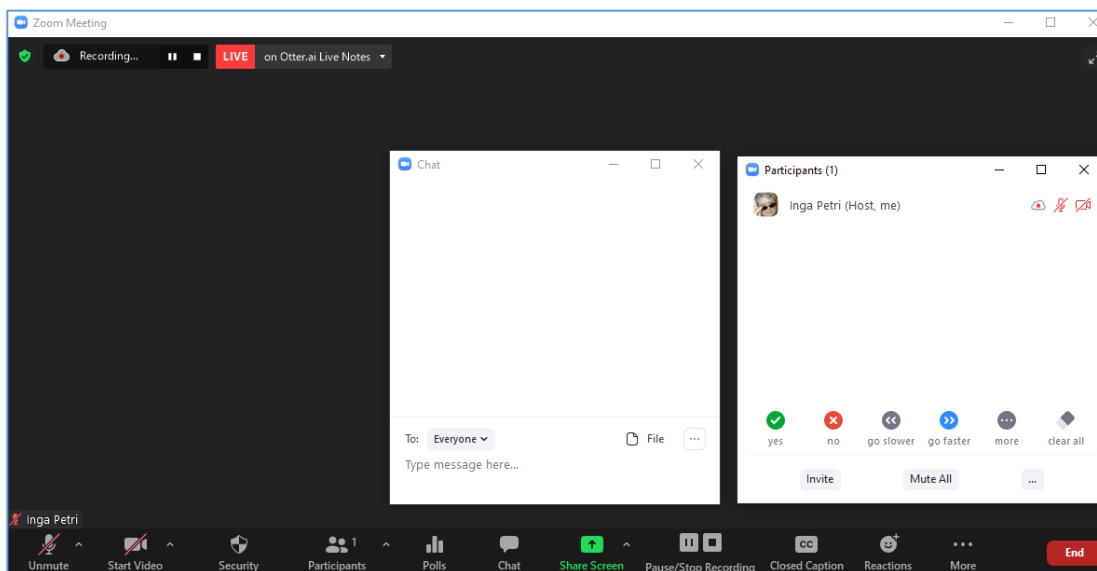 Zoom Meeting
Recording...
LIVE on Otter.ai Live Notes
Chat
To: Everyone
File
...
Type message here...
Participants (1)
Inga Petri (Host, me)
yes no go slower go faster more clear all
Invite Mute All ...
Inga Petri
1
CC
Unmute Start Video Security Participants Polls Chat Share Screen Pause/Stop Recording Closed Caption Reactions More End